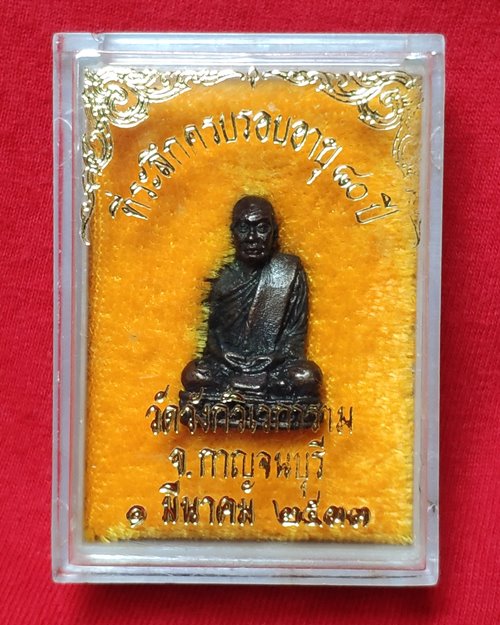 ที่ระลึกครบรอบอายุ ๘๐ ปี
วัดวังก์วิเวการาม
จ.กาญจนบุรี
๑ มีนาคม ๒๕๓๓